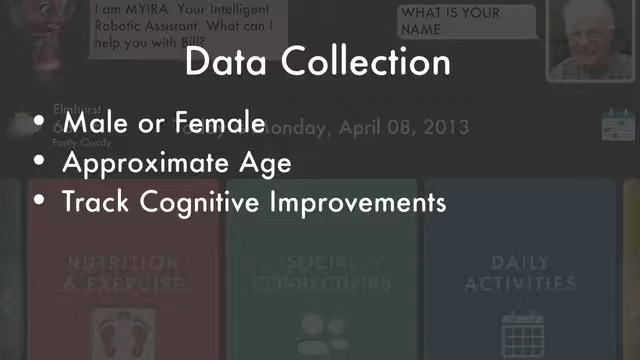 I am MYIRA Your Intelligent
Robotic Assistant. What can I
help you with Bill?
WHAT IS YOUR
NAME
Data Collection
Elmhurst
• Male or Female
Monday, April 08, 2013
Partly Cloudy
• Approximate Age
• Track Cognitive Improvements
NUTRITION
& EXERCISE
SOCIAL
CONNECTIONS
DAILY
ACTIVITIES